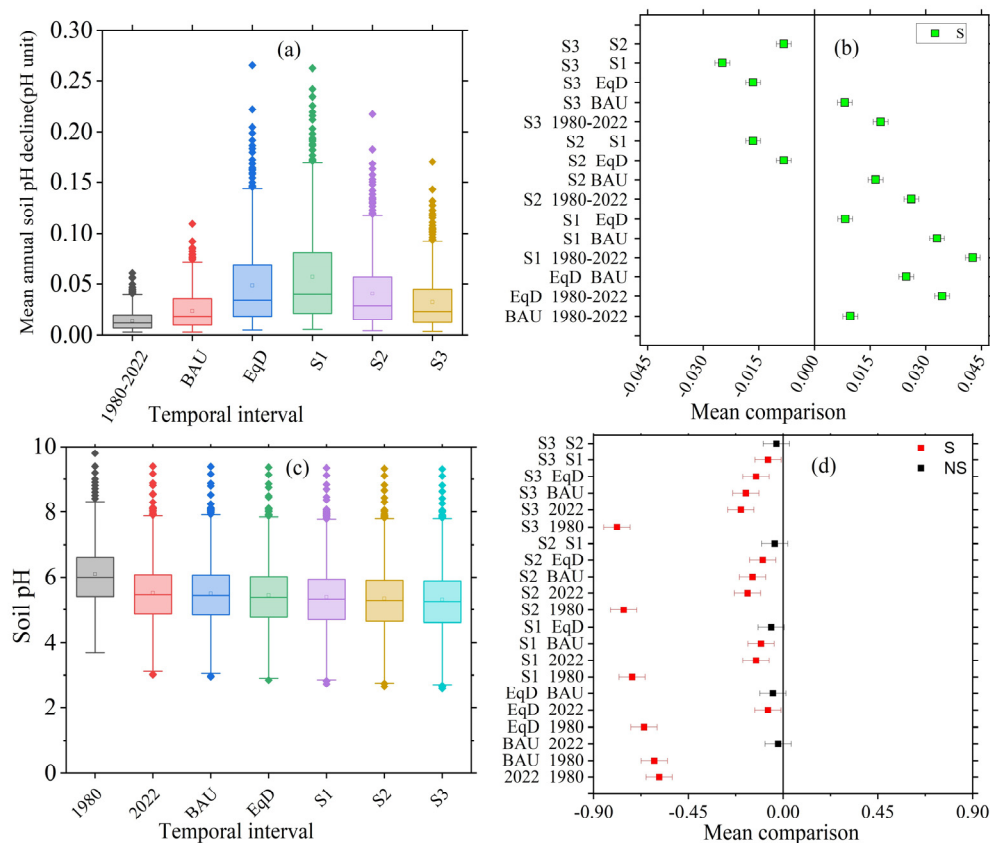 (a)
Mean annual soil pH decline(pH unit)
0.30
0.25
0.20
0.15
0.10
0.05
0.00
1980-2022
BAU
EqD
S1
S2
S3
Temporal interval
(b)
S
S3 S2
S3 S1
S3 EqD
S3 BAU
S3 1980-2022
S2 S1
S2 EqD
S2 BAU
S2 1980-2022
S1 EqD
S1 BAU
S1 1980-2022
EqD BAU
EqD 1980-2022
BAU 1980-2022
-0.045
-0.030
-0.015
0.000
0.015
0.030
0.045
Mean comparison
(c)
Soil pH
10
8
6
4
2
0
1980
2022
BAU
EqD
S1
S2
S3
Temporal interval
(d)
S
NS
S3 S2
S3 S1
S3 EqD
S3 BAU
S3 2022
S3 1980
S2 S1
S2 EqD
S2 BAU
S2 2022
S2 1980
S1 EqD
S1 BAU
S1 2022
S1 1980
EqD BAU
EqD 2022
EqD 1980
BAU 2022
BAU 1980
2022 1980
-0.90
-0.45
0.00
0.45
0.90
Mean comparison